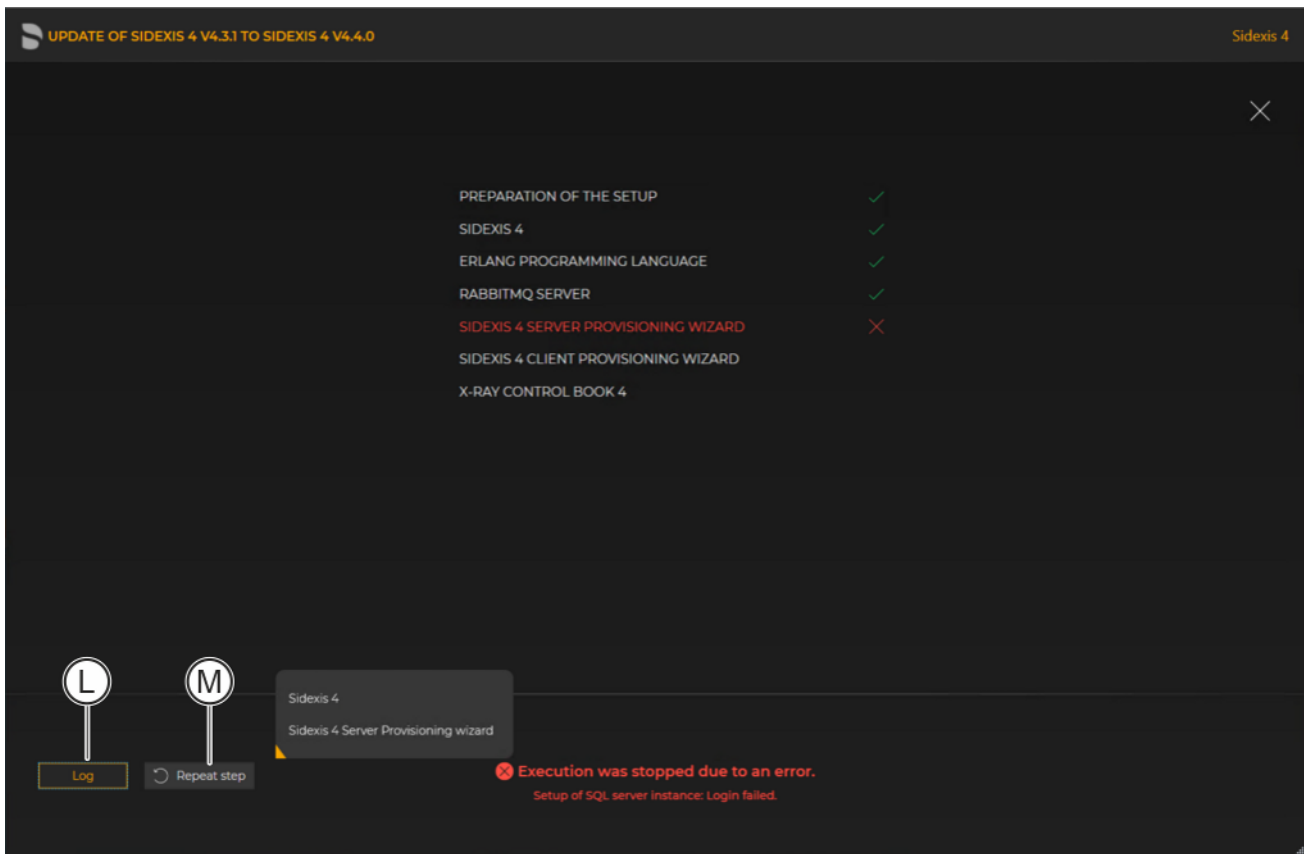 UPDATE OF SIDEXIS 4 V4.3.1 TO SIDEXIS 4 V4.4.0
Sidexis 4
PREPARATION OF THE SETUP
SIDEXIS 4
ERLANG PROGRAMMING LANGUAGE
RABBITMQ SERVER
SIDEXIS 4 SERVER PROVISIONING WIZARD
SIDEXIS 4 CLIENT PROVISIONING WIZARD
X-RAY CONTROL BOOK 4
L
M
Sidexis 4
Sidexis 4 Server Provisioning wizard
Log
Repeat step
Execution was stopped due to an error.
Setup of SQL server instance: Login failed.